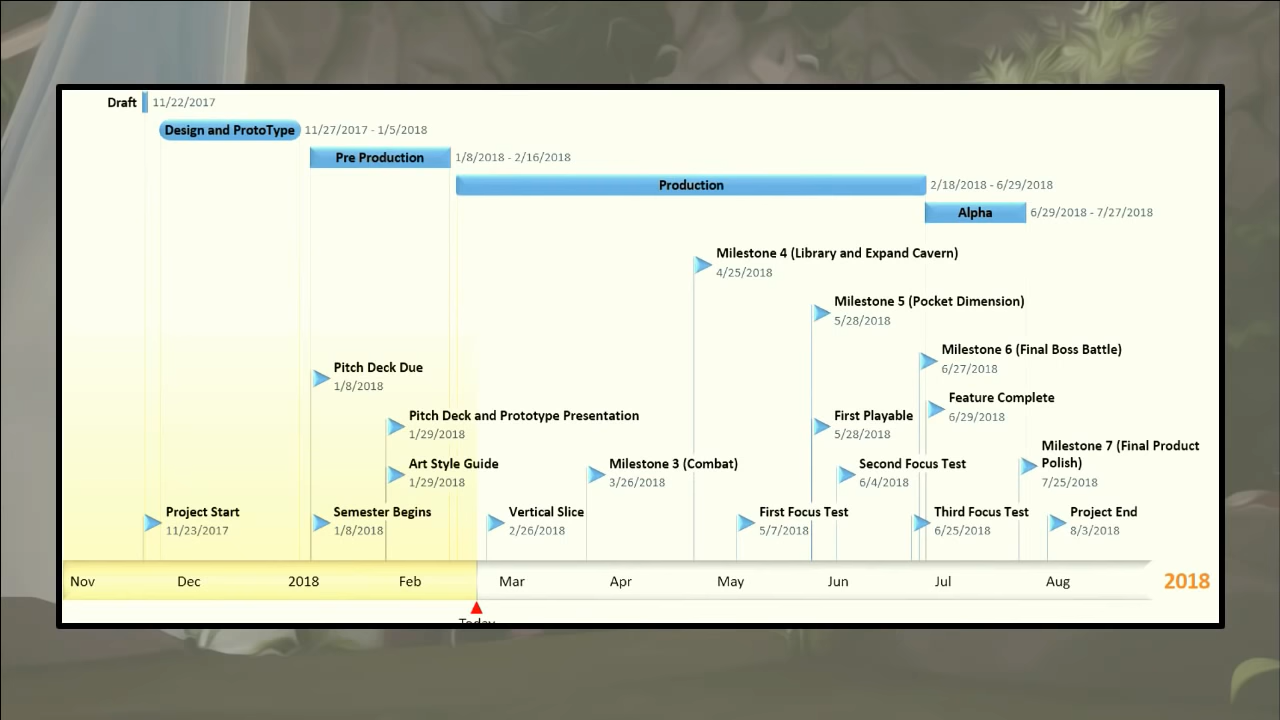 Draft 11/22/2017
Design and ProtoType 11/27/2017 - 1/5/2018
Pre Production 1/8/2018 - 2/16/2018
Production 2/18/2018 - 6/29/2018
Alpha 6/29/2018 - 7/27/2018
Milestone 4 (Library and Expand Cavern)
4/25/2018
Milestone 5 (Pocket Dimension)
5/28/2018
Milestone 6 (Final Boss Battle)
6/27/2018
Pitch Deck Due
1/8/2018
Feature Complete
6/29/2018
Pitch Deck and Prototype Presentation
1/29/2018
First Playable
5/28/2018
Milestone 7 (Final Product
Polish)
7/25/2018
Art Style Guide
1/29/2018
Milestone 3 (Combat)
3/26/2018
Second Focus Test
6/4/2018
Project Start
11/23/2017
Semester Begins
1/8/2018
Vertical Slice
2/26/2018
First Focus Test
5/7/2018
Third Focus Test
6/25/2018
Project End
8/3/2018
Nov Dec 2018 Feb Mar Apr May Jun Jul Aug 2018
Today